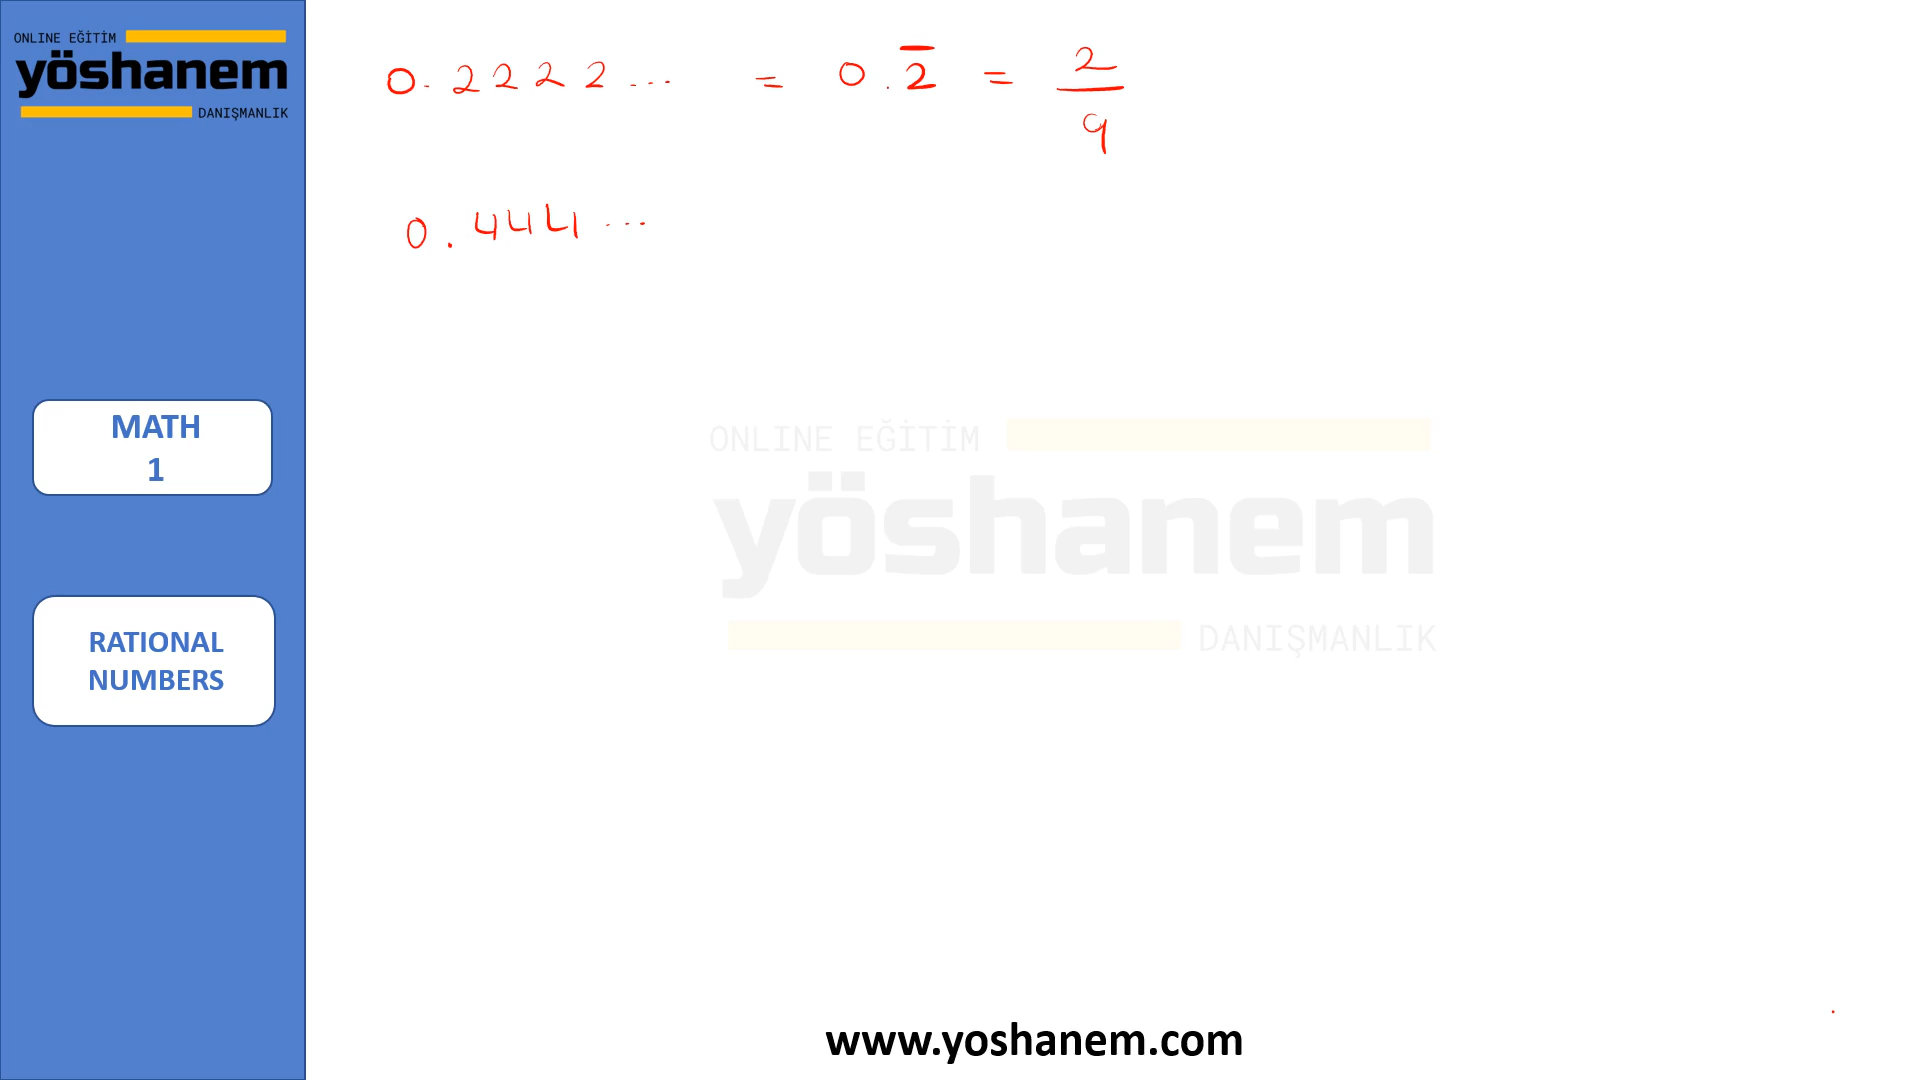 ONLINE EĞİTİM
yöshanem
DANIŞMANLIK
0.2222... = 0.2̅ = 2/9
0.444...
MATH
1
RATIONAL
NUMBERS
ONLINE EĞİTİM
yöshanem
DANIŞMANLIK
www.yoshanem.com